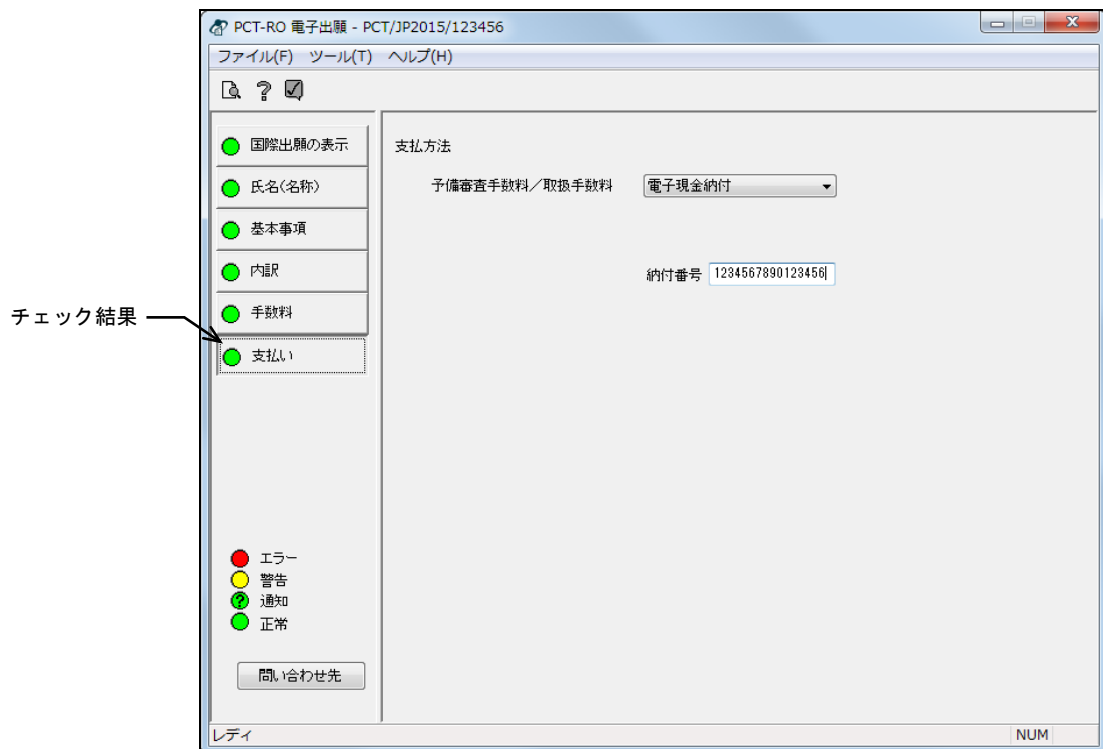 PCT-RO 電子出願 - PCT/JP2015/123456
ファイル(F) ツール(T) ヘルプ(H)
国際出願の表示
氏名(名称)
基本事項
内訳
手数料
支払い
チェック結果
支払方法
予備審査手数料/取扱手数料 電子現金納付
納付番号 1234567890123456
エラー
警告
通知
正常
問い合わせ先
レディ NUM